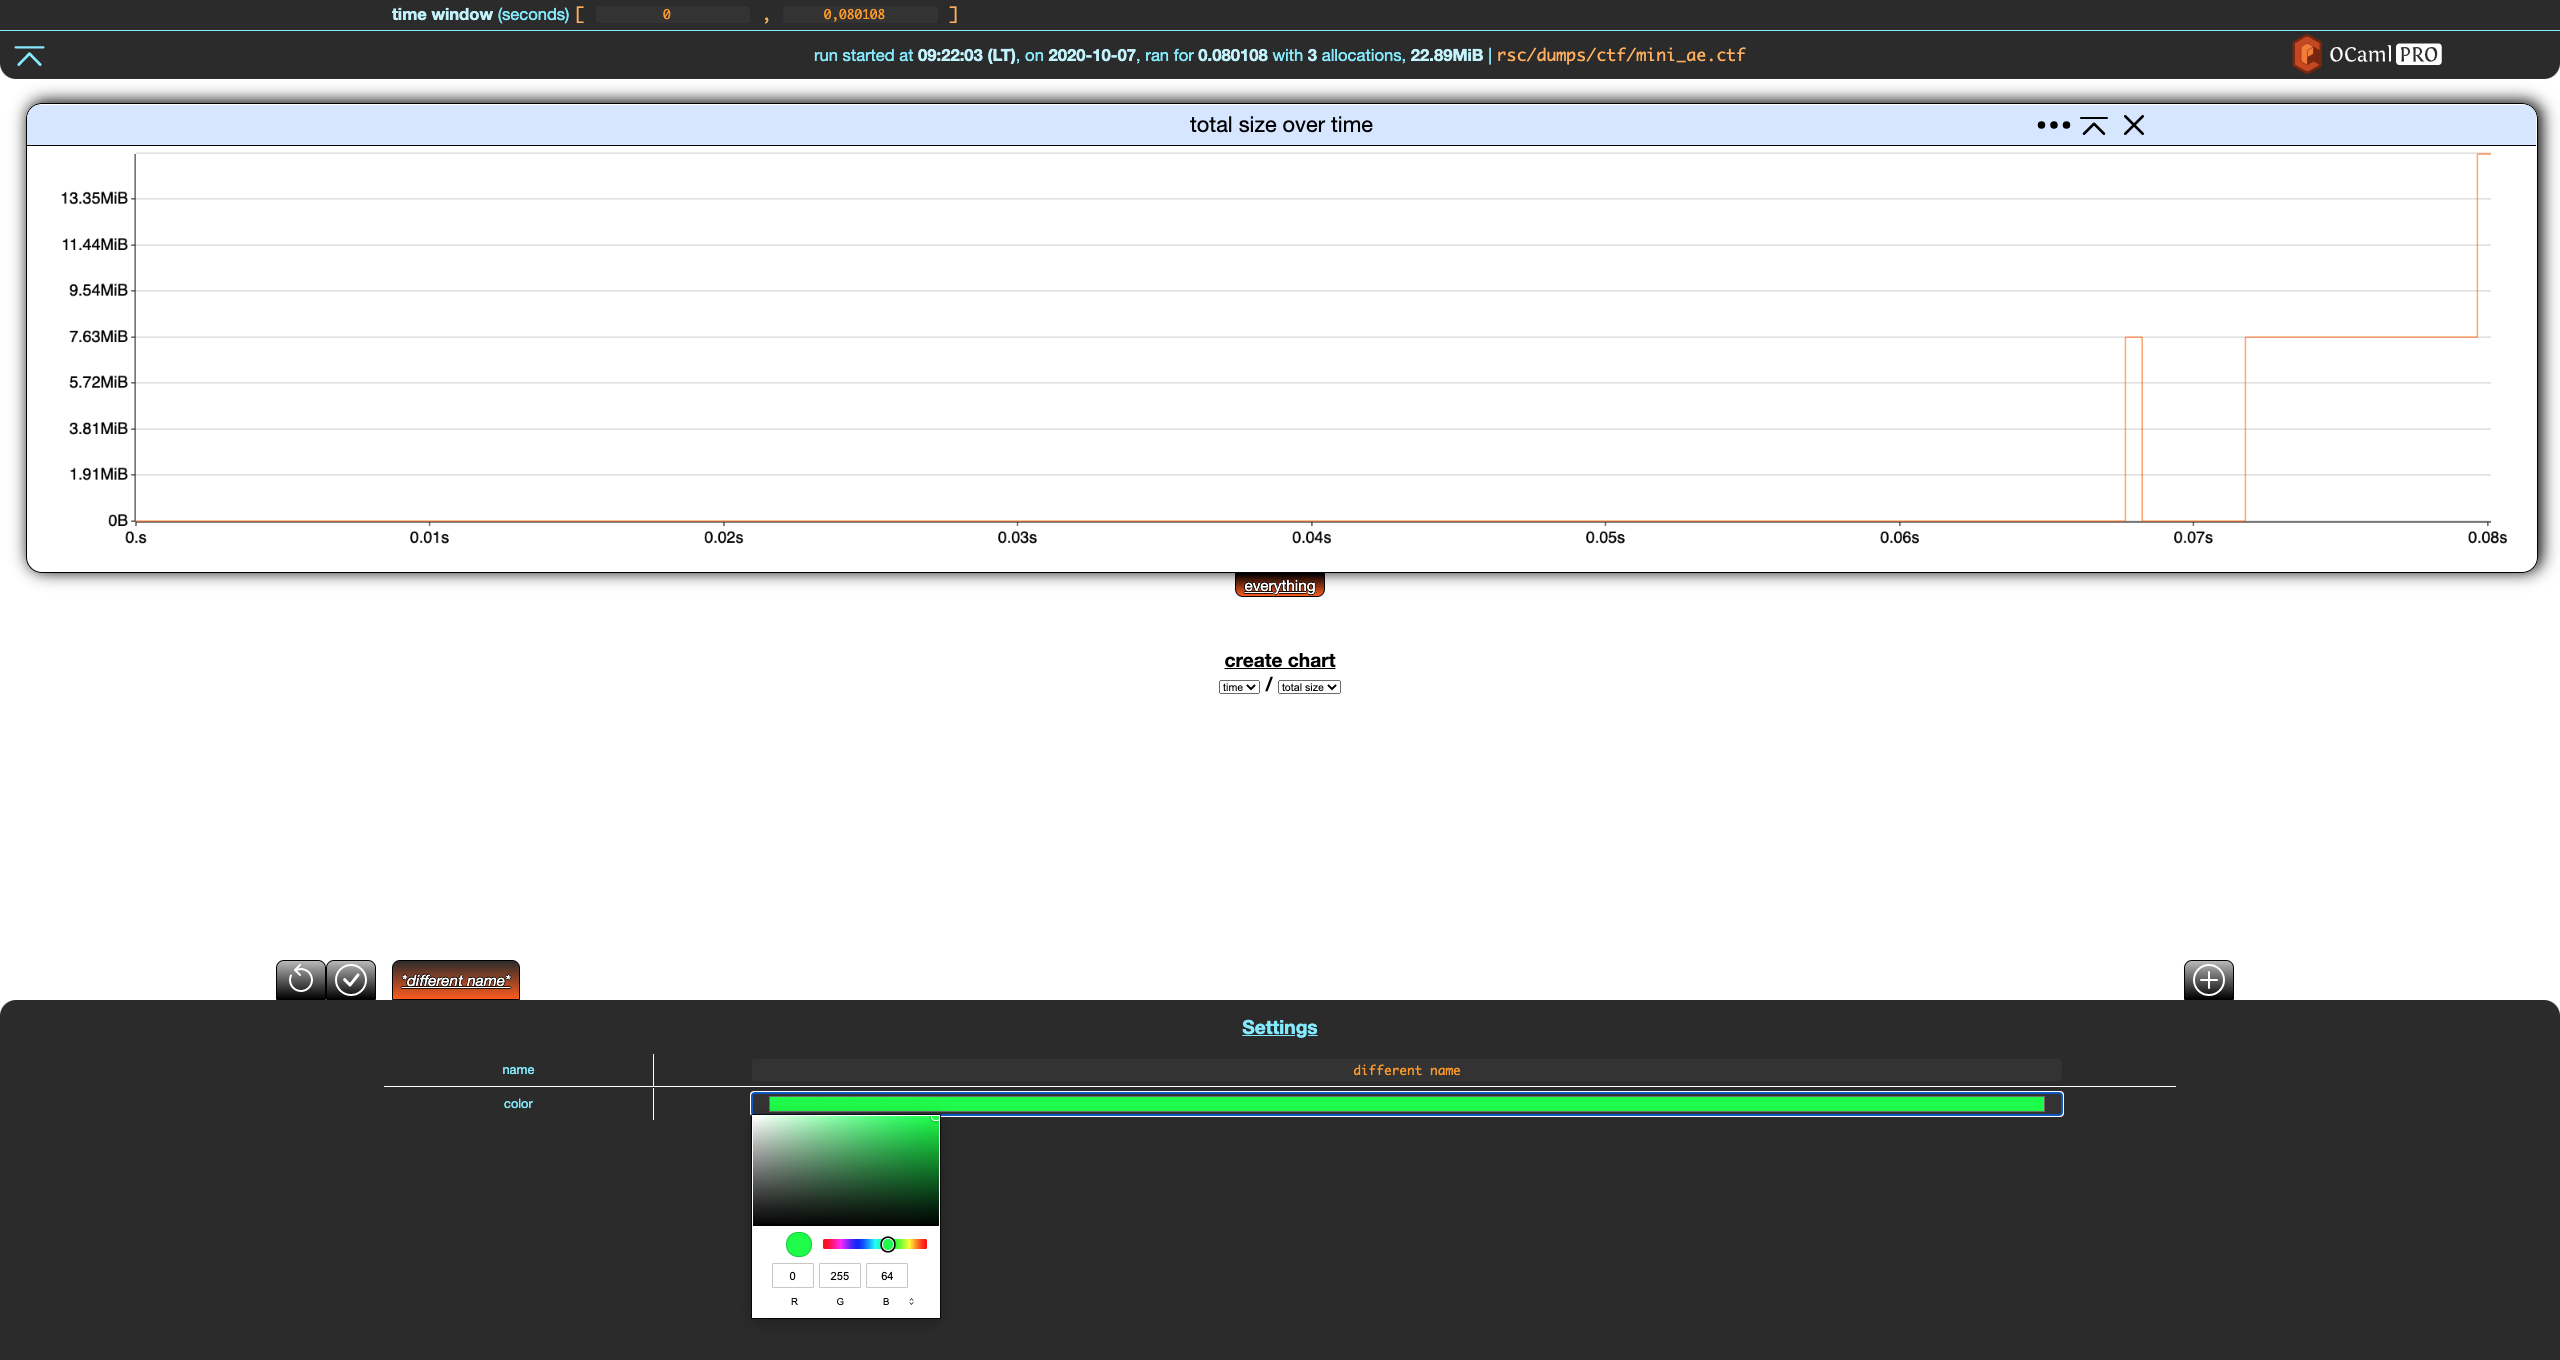 time window (seconds) [ 0 , 0,080108 ]
run started at 09:22:03 (LT), on 2020-10-07, ran for 0.080108 with 3 allocations, 22.89MiB | rsc/dumps/ctf/mini_ae.ctf
OCaml PRO
total size over time
13.35MiB
11.44MiB
9.54MiB
7.63MiB
5.72MiB
3.81MiB
1.91MiB
0B
0.s 0.01s 0.02s 0.03s 0.04s 0.05s 0.06s 0.07s 0.08s
everything
create chart
time / total size
*different name*
Settings
name different name
color
0 255 64
R G B